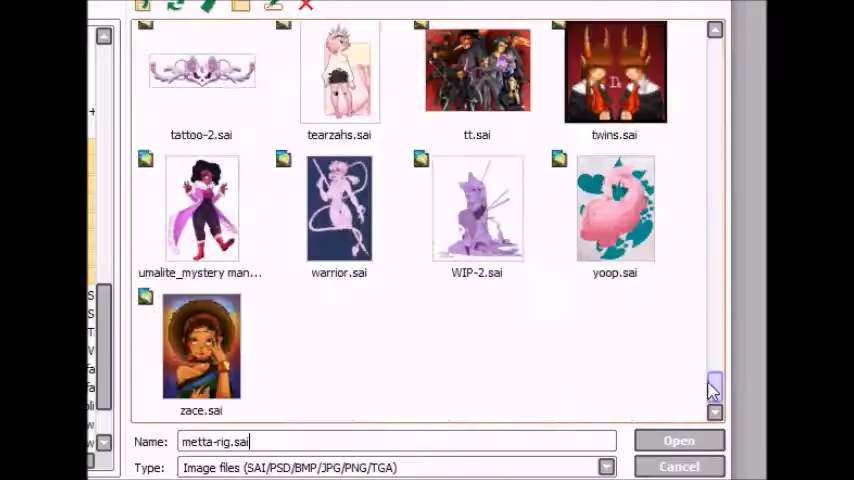 tattoo-2.sai tearzahs.sai tt.sai twins.sai
umalite_mystery man... warrior.sai WIP-2.sai yoop.sai
zace.sai
Name: metta-rig.sai Open
Type: Image files (SAI/PSD/BMP/JPG/PNG/TGA) Cancel